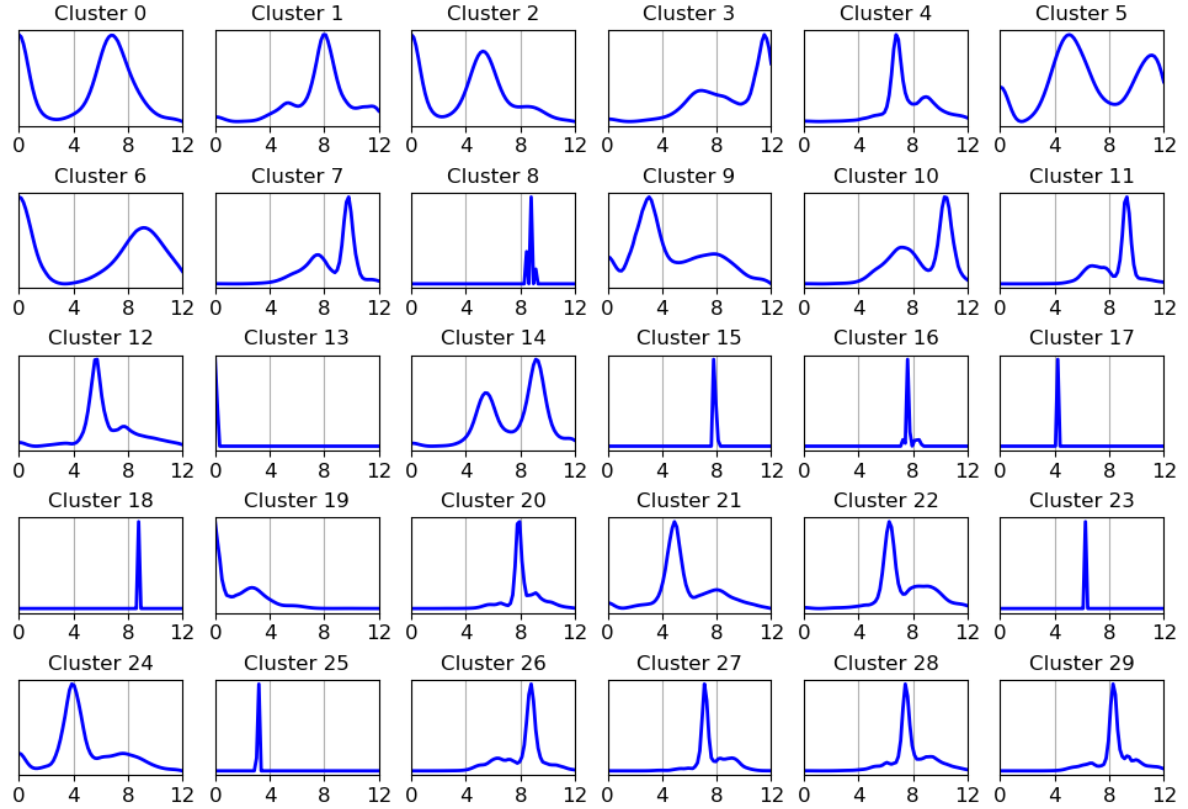 Cluster 0 Cluster 1 Cluster 2 Cluster 3 Cluster 4 Cluster 5
0 4 8 12 0 4 8 12 0 4 8 12 0 4 8 12 0 4 8 12 0 4 8 12
Cluster 6 Cluster 7 Cluster 8 Cluster 9 Cluster 10 Cluster 11
0 4 8 12 0 4 8 12 0 4 8 12 0 4 8 12 0 4 8 12 0 4 8 12
Cluster 12 Cluster 13 Cluster 14 Cluster 15 Cluster 16 Cluster 17
0 4 8 12 0 4 8 12 0 4 8 12 0 4 8 12 0 4 8 12 0 4 8 12
Cluster 18 Cluster 19 Cluster 20 Cluster 21 Cluster 22 Cluster 23
0 4 8 12 0 4 8 12 0 4 8 12 0 4 8 12 0 4 8 12 0 4 8 12
Cluster 24 Cluster 25 Cluster 26 Cluster 27 Cluster 28 Cluster 29
0 4 8 12 0 4 8 12 0 4 8 12 0 4 8 12 0 4 8 12 0 4 8 12